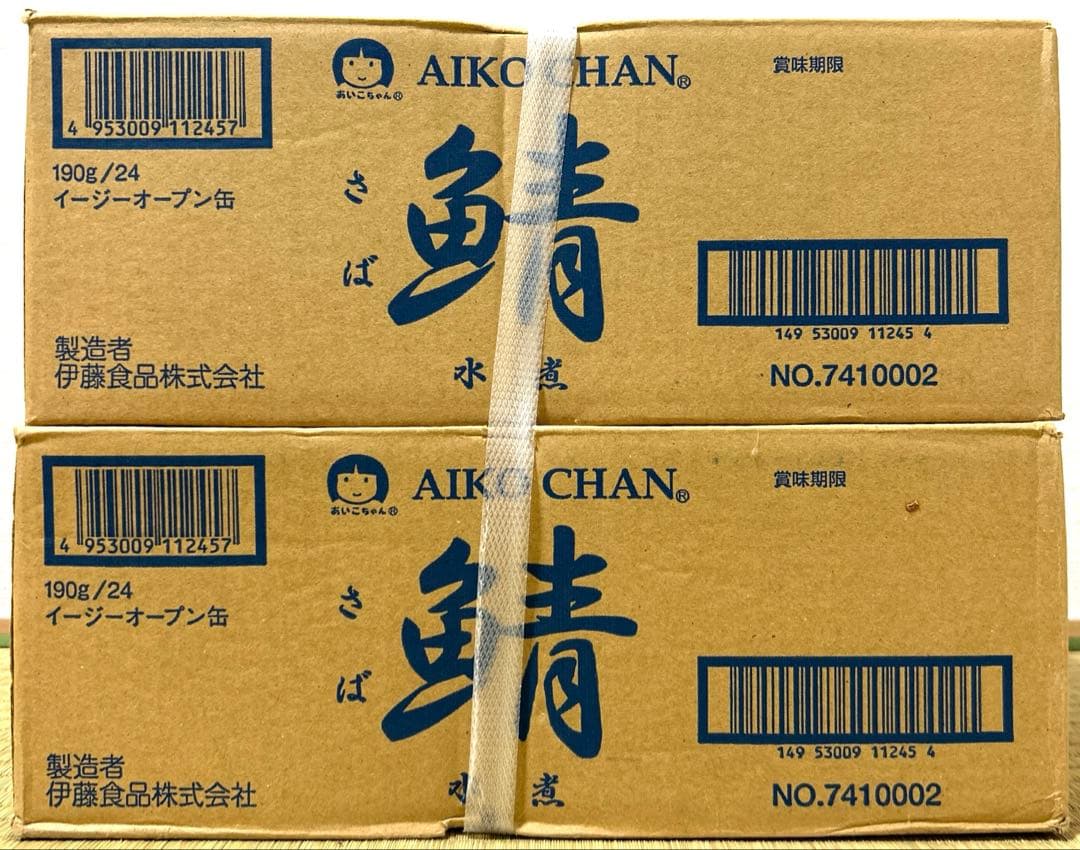 あいこちゃん®
AIKO CHAN®
賞味期限
4 953009 112457
190g/24
イージーオープン缶
さば
鯖
水煮
149 53009 11245 4
製造者
伊藤食品株式会社
NO.7410002
あいこちゃん®
AIKO CHAN®
賞味期限
4 953009 112457
190g/24
イージーオープン缶
さば
鯖
水煮
149 53009 11245 4
製造者
伊藤食品株式会社
NO.7410002